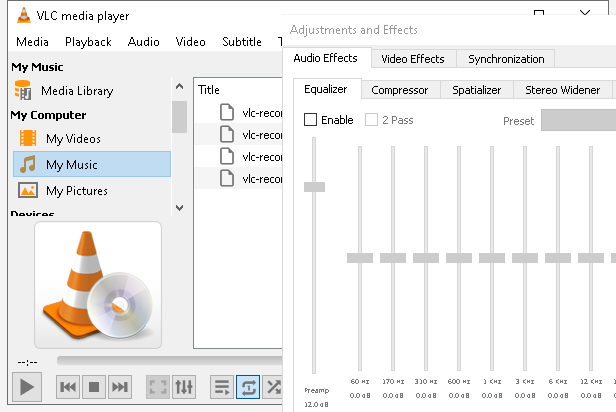 VLC media player
Media Playback Audio Video Subtitle T
My Music
Media Library
My Computer
My Videos
My Music
My Pictures
Devices
Title
vlc-recor
vlc-recor
vlc-recor
vlc-recor
--:--
Adjustments and Effects
Audio Effects Video Effects Synchronization
Equalizer Compressor Spatializer Stereo Widener
Enable 2 Pass Preset
60 Hz 170 Hz 310 Hz 600 Hz 1 KHz 3 KHz 6 KHz 12 KHz
Preamp 0.0 dB 0.0 dB 0.0 dB 0.0 dB 0.0 dB 0.0 dB 0.0 dB 0.0 dB
12.0 dB